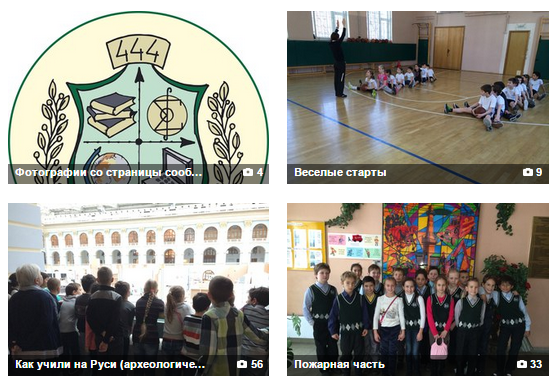 444
Фотографии со страницы сооб... 4
Веселые старты 9
Как учили на Руси (археологиче... 56
Пожарная часть 33